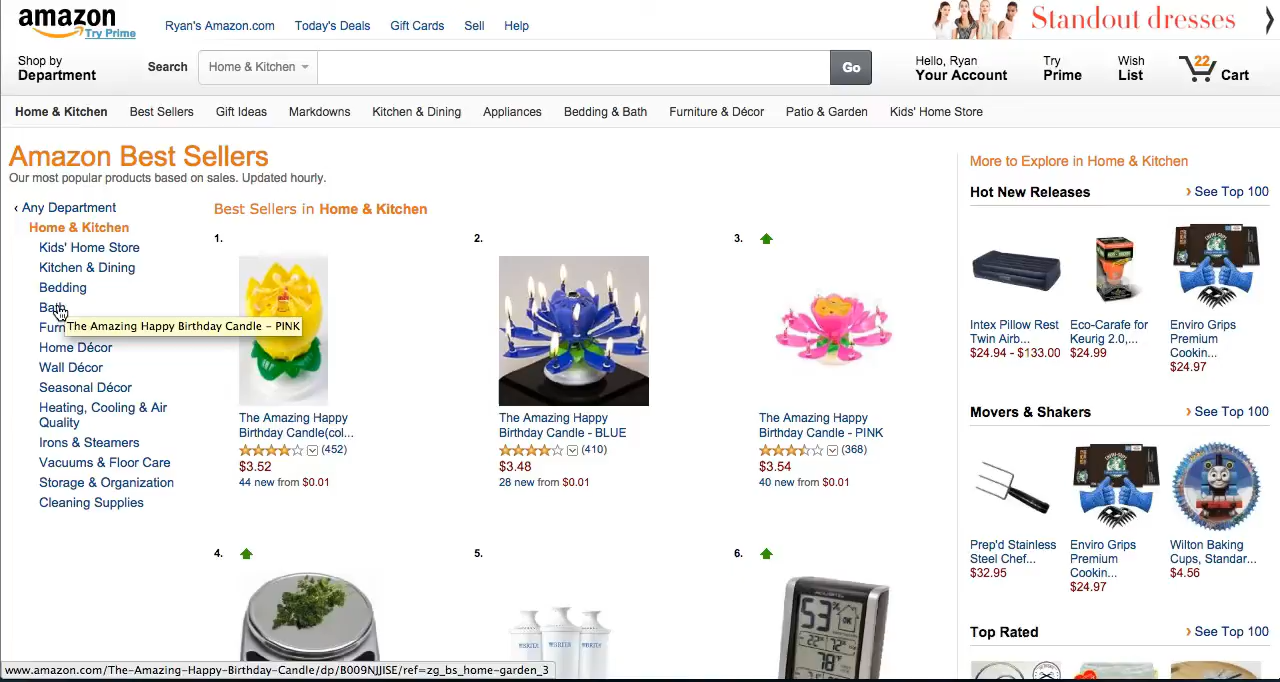 amazon
Try Prime
Ryan's Amazon.com Today's Deals Gift Cards Sell Help
Standout dresses
Shop by
Department
Search
Home & Kitchen
Go
Hello, Ryan
Your Account
Try
Prime
Wish
List
22
Cart
Home & Kitchen Best Sellers Gift Ideas Markdowns Kitchen & Dining Appliances Bedding & Bath Furniture & Décor Patio & Garden Kids' Home Store
Amazon Best Sellers
Our most popular products based on sales. Updated hourly.
‹ Any Department
Home & Kitchen
Kids' Home Store
Kitchen & Dining
Bedding
Bath
Furn
The Amazing Happy Birthday Candle - PINK
Home Décor
Wall Décor
Seasonal Décor
Heating, Cooling & Air
Quality
Irons & Steamers
Vacuums & Floor Care
Storage & Organization
Cleaning Supplies
Best Sellers in Home & Kitchen
1.
The Amazing Happy
Birthday Candle(col...
(452)
$3.52
44 new from $0.01
2.
The Amazing Happy
Birthday Candle - BLUE
(410)
$3.48
28 new from $0.01
3.
The Amazing Happy
Birthday Candle - PINK
(368)
$3.54
40 new from $0.01
4.
5.
BRITA
6.
53%
OK
78°
More to Explore in Home & Kitchen
Hot New Releases
› See Top 100
Intex Pillow Rest
Twin Airb...
$24.94 - $133.00
Eco-Carafe for
Keurig 2.0,...
$24.99
Enviro Grips
Premium
Cookin...
$24.97
Movers & Shakers
› See Top 100
Prep'd Stainless
Steel Chef...
$32.95
Enviro Grips
Premium
Cookin...
$24.97
Wilton Baking
Cups, Standar...
$4.56
Top Rated
› See Top 100
www.amazon.com/The-Amazing-Happy-Birthday-Candle/dp/B009NJJISE/ref=zg_bs_home-garden_3